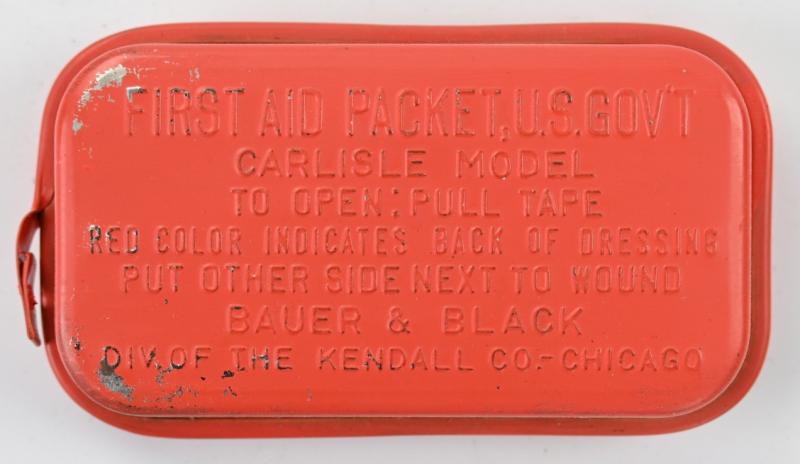 FIRST AID PACKET, U.S. GOV'T
CARLISLE MODEL
TO OPEN: PULL TAPE
RED COLOR INDICATES BACK OF DRESSING
PUT OTHER SIDE NEXT TO WOUND
BAUER & BLACK
DIV. OF THE KENDALL CO.-CHICAGO